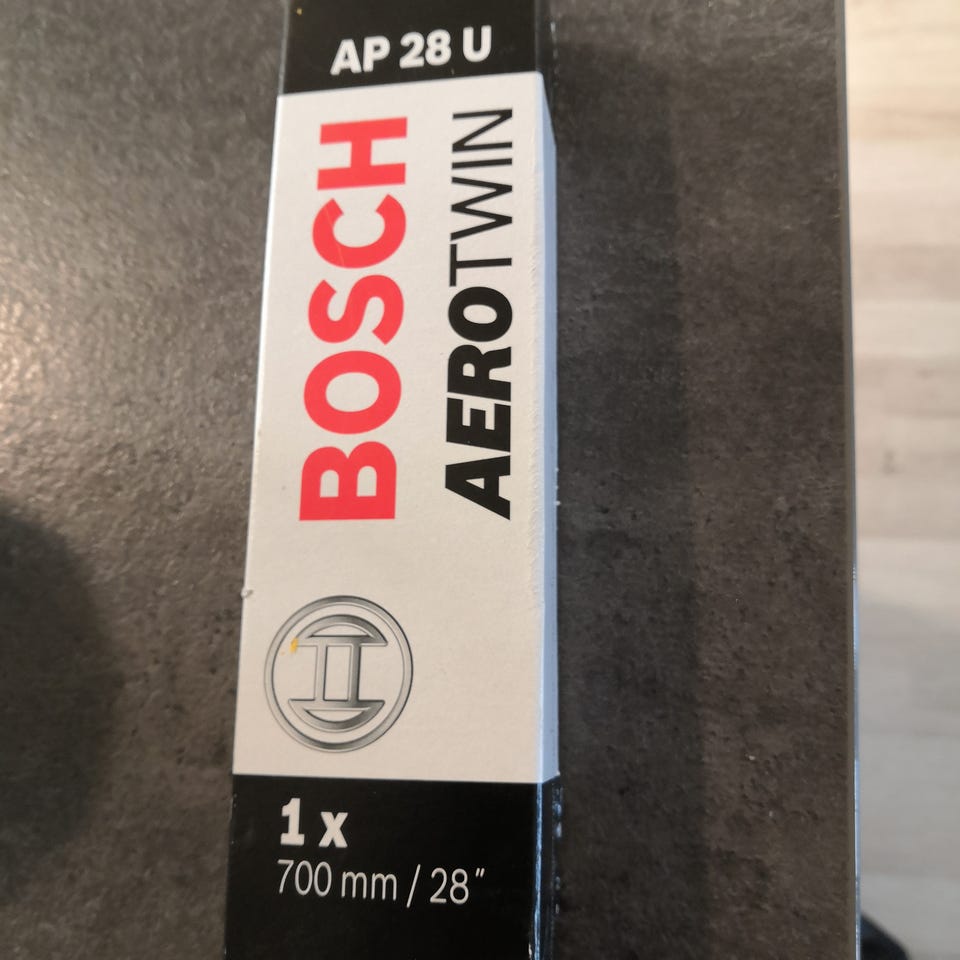 AP 28 U
BOSCH
AEROTWIN
1 x
700 mm / 28"